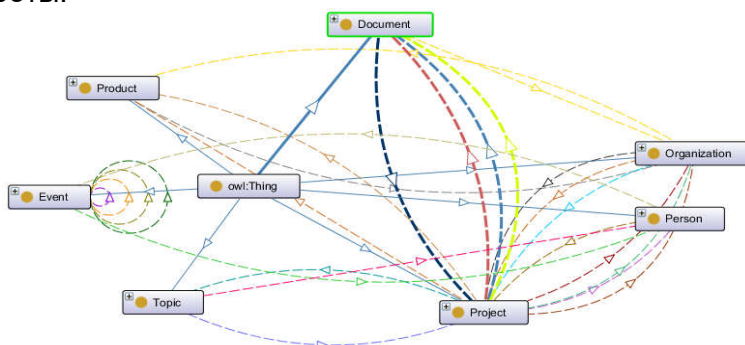 Document
Product
Organization
owl:Thing
Event
Person
Topic
Project